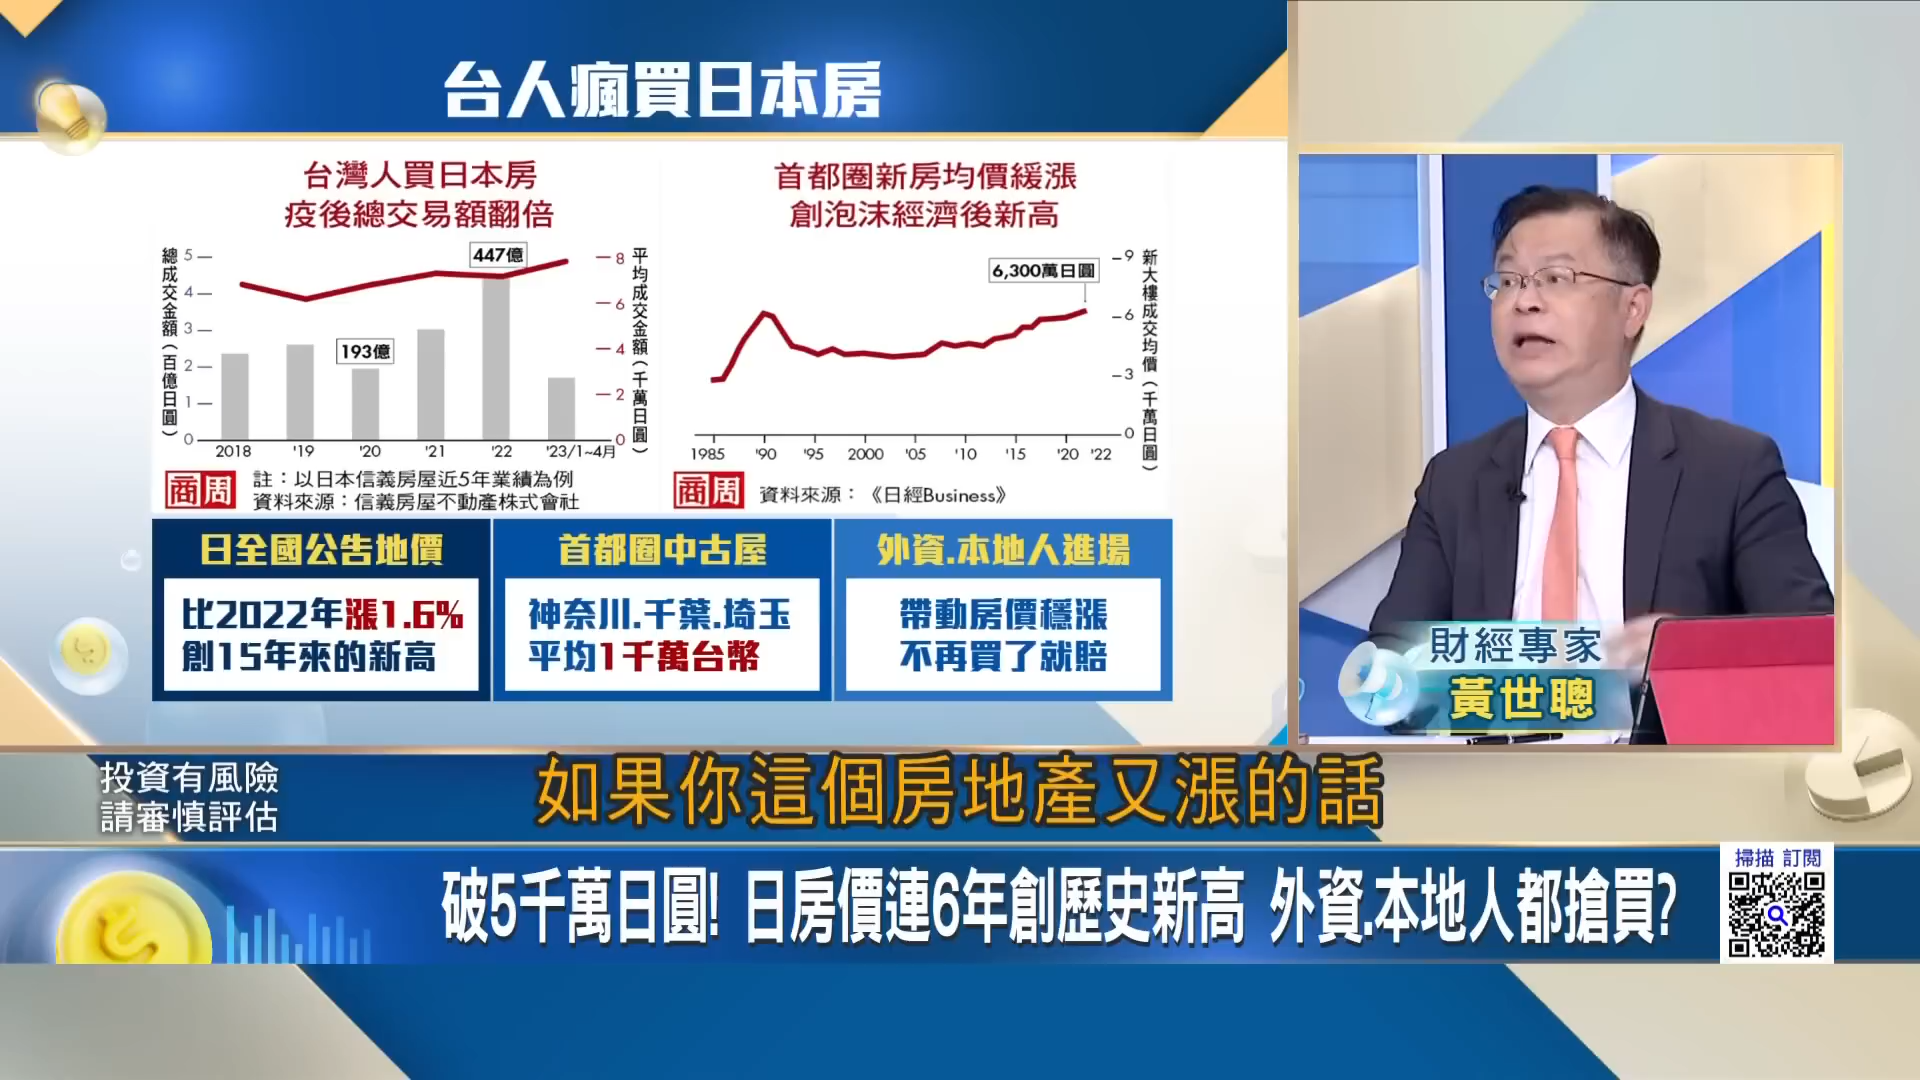 台人瘋買日本房
台灣人買日本房
疫後總交易額翻倍
總成交金額（百億日圓）
5
4
3
2
1
0
447億
193億
8
6
4
2
0
平均成交金額（千萬日圓）
2018 '19 '20 '21 '22 '23/1~4月
商周
註：以日本信義房屋近5年業績為例
資料來源：信義房屋不動產株式會社
首都圈新房均價緩漲
創泡沫經濟後新高
6,300萬日圓
9
6
3
0
新大樓成交均價（千萬日圓）
1985 '90 '95 2000 '05 '10 '15 '20 '22
商周
資料來源：《日經Business》
日全國公告地價
比2022年漲1.6%
創15年來的新高
首都圈中古屋
神奈川.千葉.埼玉
平均1千萬台幣
外資.本地人進場
帶動房價穩漲
不再買了就賠
財經專家
黃世聰
投資有風險
請審慎評估
如果你這個房地產又漲的話
破5千萬日圓! 日房價連6年創歷史新高 外資.本地人都搶買?
掃描 訂閱